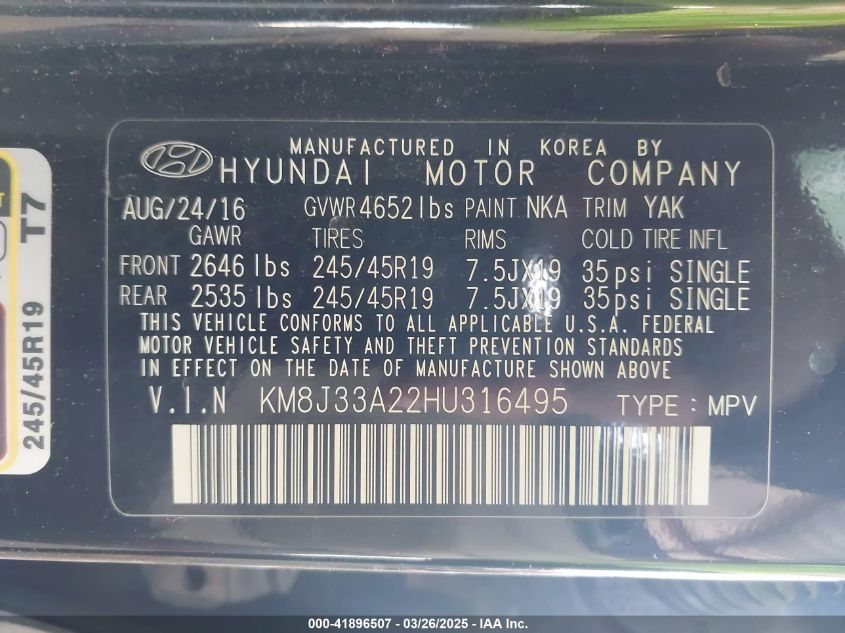 MANUFACTURED IN KOREA BY
HYUNDAI MOTOR COMPANY
AUG/24/16 GVWR 4652lbs PAINT NKA TRIM YAK
GAWR TIRES RIMS COLD TIRE INFL
FRONT 2646 lbs 245/45R19 7.5JX19 35psi SINGLE
REAR 2535 lbs 245/45R19 7.5JX19 35psi SINGLE
THIS VEHICLE CONFORMS TO ALL APPLICABLE U.S.A. FEDERAL
MOTOR VEHICLE SAFETY AND THEFT PREVENTION STANDARDS
IN EFFECT ON THE DATE OF MANUFACTURE SHOWN ABOVE
V.I.N KM8J33A22HU316495 TYPE : MPV
245/45R19 T7
000-41896507 - 03/26/2025 - IAA Inc.